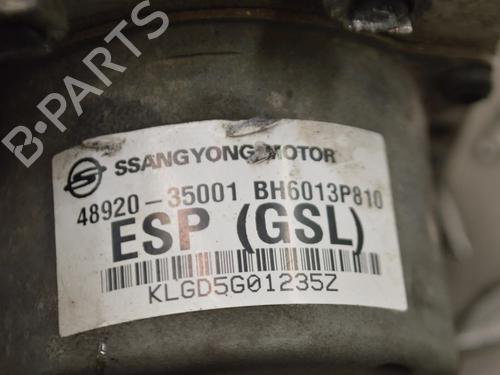 B-PARTS
SSANGYONG MOTOR
48920-35001 BH6013P810
ESP (GSL)
KLGD5G01235Z